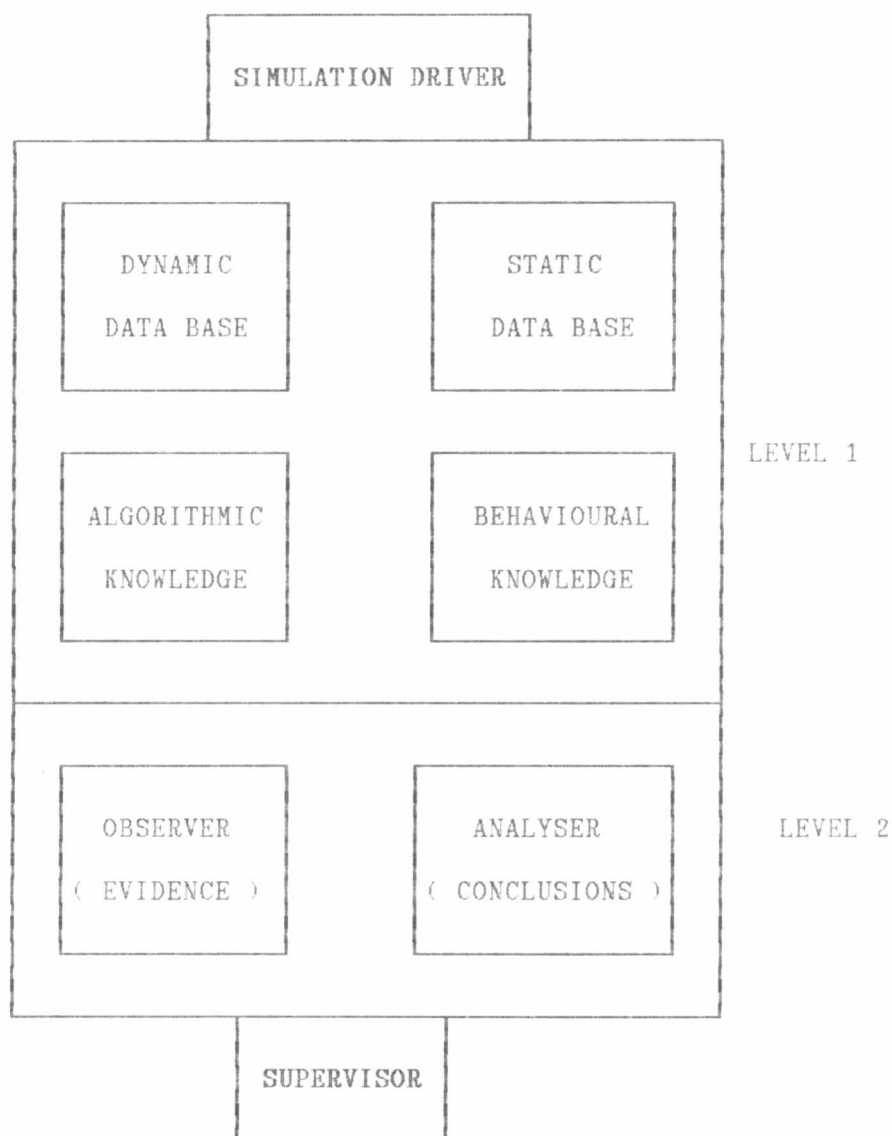 SIMULATION DRIVER
DYNAMIC
DATA BASE
STATIC
DATA BASE
LEVEL 1
ALGORITHMIC
KNOWLEDGE
BEHAVIOURAL
KNOWLEDGE
OBSERVER
( EVIDENCE )
ANALYSER
( CONCLUSIONS )
LEVEL 2
SUPERVISOR